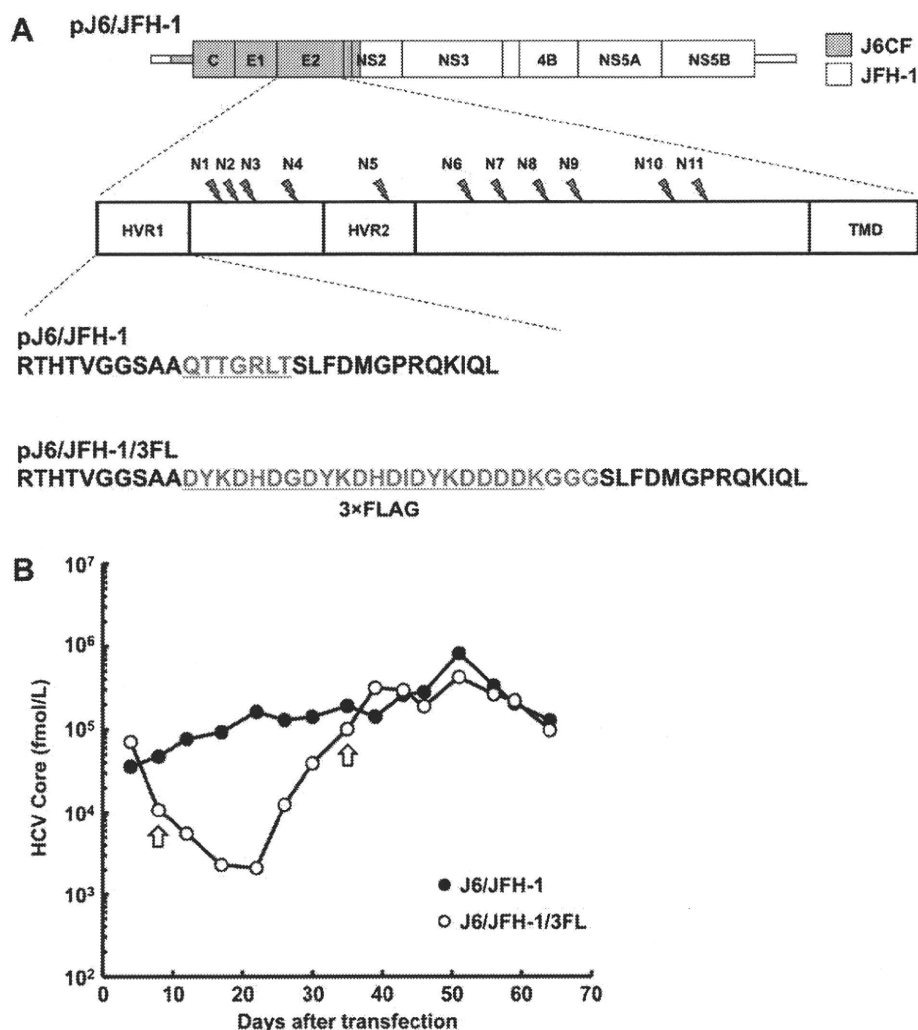 A
pJ6/JFH-1
C E1 E2 NS2 NS3 4B NS5A NS5B
J6CF
JFH-1
N1 N2 N3 N4 N5 N6 N7 N8 N9 N10 N11
HVR1 HVR2 TMD
pJ6/JFH-1
RTHTVGGSAAQTTGRLTSLFDMGPRQKIQL
pJ6/JFH-1/3FL
RTHTVGGSAADYKDHDGDYKDHDIDYKDDDDKGGGSLFDMGPRQKIQL
3×FLAG
B
HCV Core (fmol/L)
10⁷
10⁶
10⁵
10⁴
10³
10²
J6/JFH-1
J6/JFH-1/3FL
0 10 20 30 40 50 60 70
Days after transfection